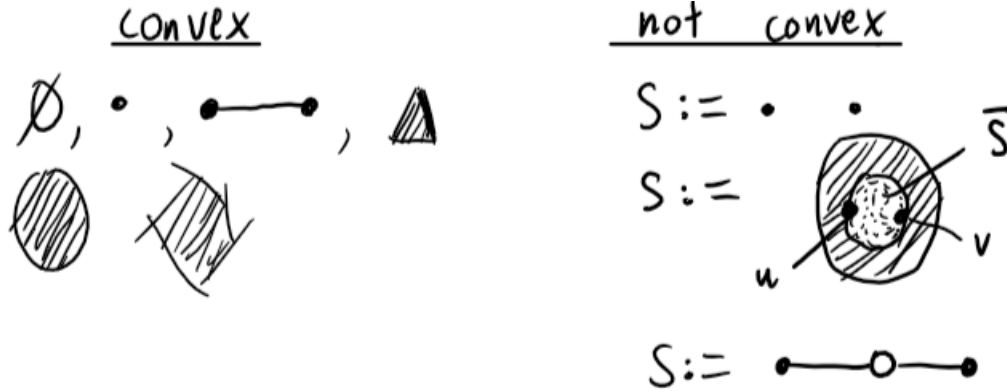 convex
not convex
∅, , ,
S :=
S̅
S :=
u
v
S :=